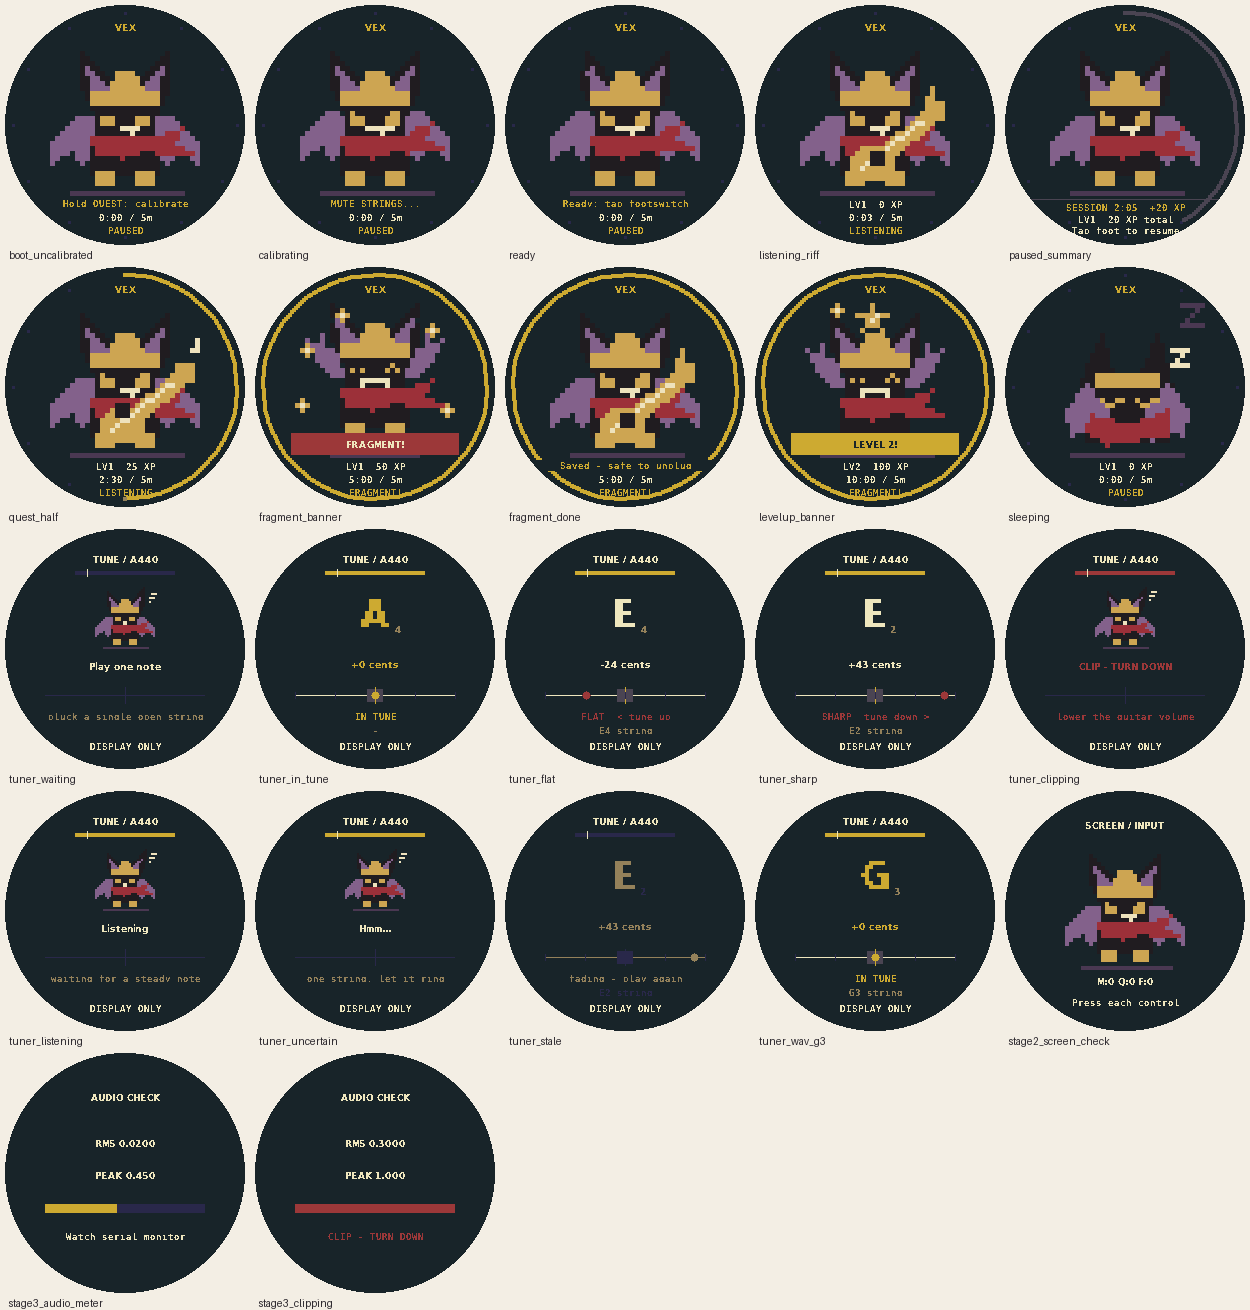 VEX
Hold QUEST: calibrate
0:00 / 5m
PAUSED
boot_uncalibrated
VEX
MUTE STRINGS...
0:00 / 5m
PAUSED
calibrating
VEX
Ready: tap footswitch
0:00 / 5m
PAUSED
ready
VEX
LV1 0 XP
0:03 / 5m
LISTENING
listening_riff
VEX
SESSION 2:05 +20 XP
LV1 20 XP total
Tap foot to resume
paused_summary
VEX
LV1 25 XP
2:30 / 5m
LISTENING
quest_half
VEX
FRAGMENT!
LV1 50 XP
5:00 / 5m
FRAGMENT!
fragment_banner
VEX
Saved - safe to unplug
5:00 / 5m
FRAGMENT!
fragment_done
VEX
LEVEL 2!
LV2 100 XP
10:00 / 5m
FRAGMENT!
levelup_banner
VEX
Z
Z
LV1 0 XP
0:00 / 5m
PAUSED
sleeping
TUNE / A440
Play one note
pluck a single open string
DISPLAY ONLY
tuner_waiting
TUNE / A440
A 4
+0 cents
IN TUNE
-
DISPLAY ONLY
tuner_in_tune
TUNE / A440
E 4
-24 cents
FLAT < tune up
E4 string
DISPLAY ONLY
tuner_flat
TUNE / A440
E 2
+43 cents
SHARP tune down >
E2 string
DISPLAY ONLY
tuner_sharp
TUNE / A440
CLIP - TURN DOWN
lower the guitar volume
DISPLAY ONLY
tuner_clipping
TUNE / A440
Listening
waiting for a steady note
DISPLAY ONLY
tuner_listening
TUNE / A440
Hmm...
one string, let it ring
DISPLAY ONLY
tuner_uncertain
TUNE / A440
E 2
+43 cents
fading - play again
E2 string
DISPLAY ONLY
tuner_stale
TUNE / A440
G 3
+0 cents
IN TUNE
G3 string
DISPLAY ONLY
tuner_wav_g3
SCREEN / INPUT
M:0 Q:0 F:0
Press each control
stage2_screen_check
AUDIO CHECK
RMS 0.0200
PEAK 0.450
Watch serial monitor
stage3_audio_meter
AUDIO CHECK
RMS 0.3000
PEAK 1.000
CLIP - TURN DOWN
stage3_clipping